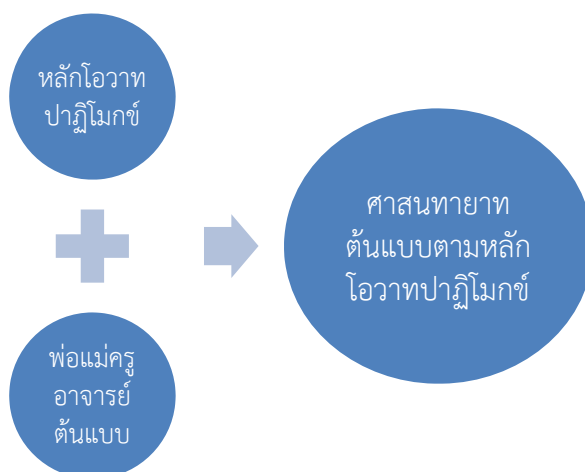 หลักโอวาท
ปาฏิโมกข์
พ่อแม่ครู
อาจารย์
ต้นแบบ
ศาสนทายาท
ต้นแบบตามหลัก
โอวาทปาฏิโมกข์